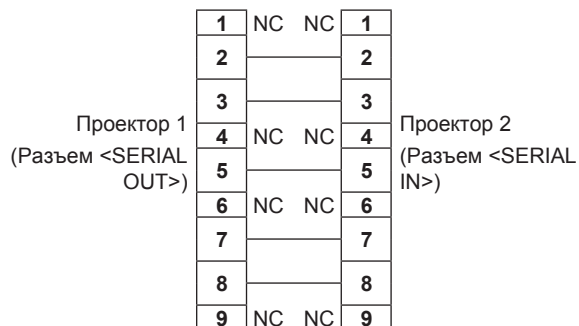 1 NC NC 1
2 2
3 3
Проектор 1
(Разъем <SERIAL
OUT>)
4 NC NC 4
Проектор 2
(Разъем <SERIAL
IN>)
5 5
6 NC NC 6
7 7
8 8
9 NC NC 9